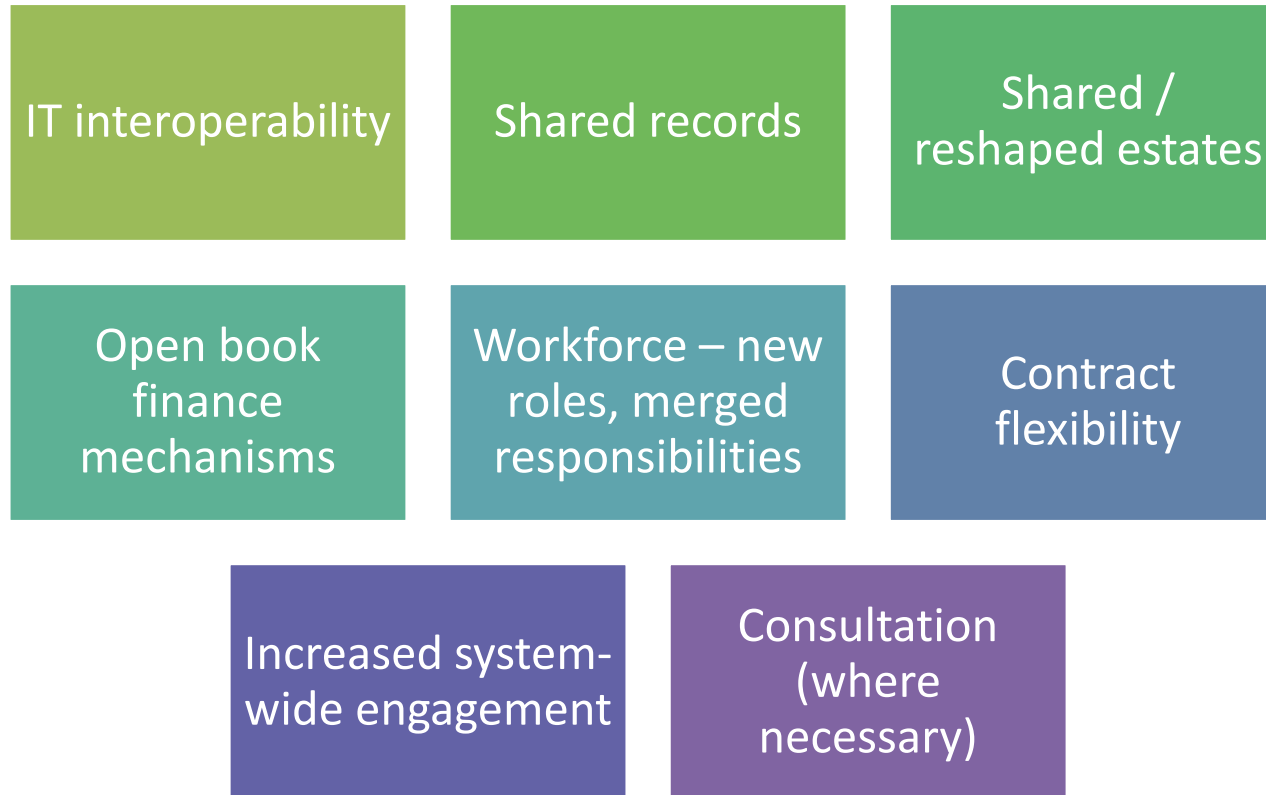 IT interoperability
Shared records
Shared /
reshaped estates
Open book
finance
mechanisms
Workforce – new
roles, merged
responsibilities
Contract
flexibility
Increased system-
wide engagement
Consultation
(where
necessary)